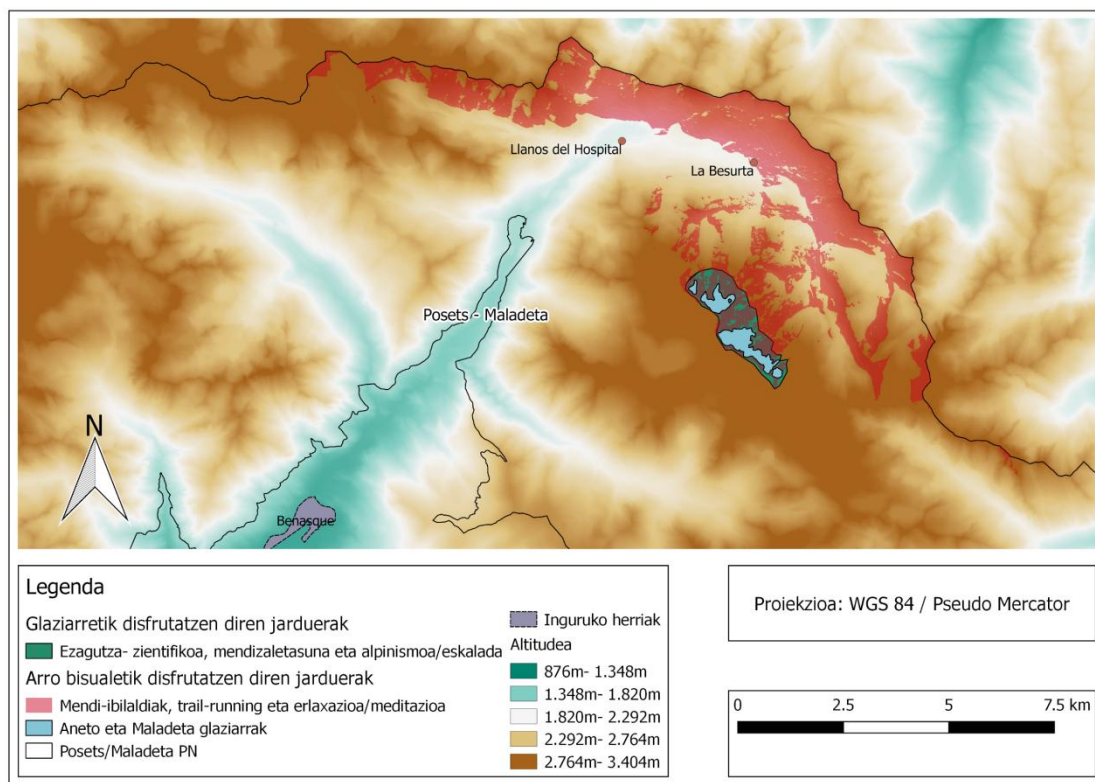 Llanos del Hospital
La Besurta
Posets - Maladeta
N
Benasque
Legenda
Glaziarretik disfrutatzen diren jarduerak
Ezagutza- zientifikoa, mendizaletasuna eta alpinismoa/eskalada
Arro bisualetik disfrutatzen diren jarduerak
Mendi-ibilaldiak, trail-running eta erlaxazioa/meditazioa
Aneto eta Maladeta glaziarrak
Posets/Maladeta PN
Inguruko herriak
Altitudea
876m- 1.348m
1.348m- 1.820m
1.820m- 2.292m
2.292m- 2.764m
2.764m- 3.404m
Proiekzioa: WGS 84 / Pseudo Mercator
0 2.5 5 7.5 km